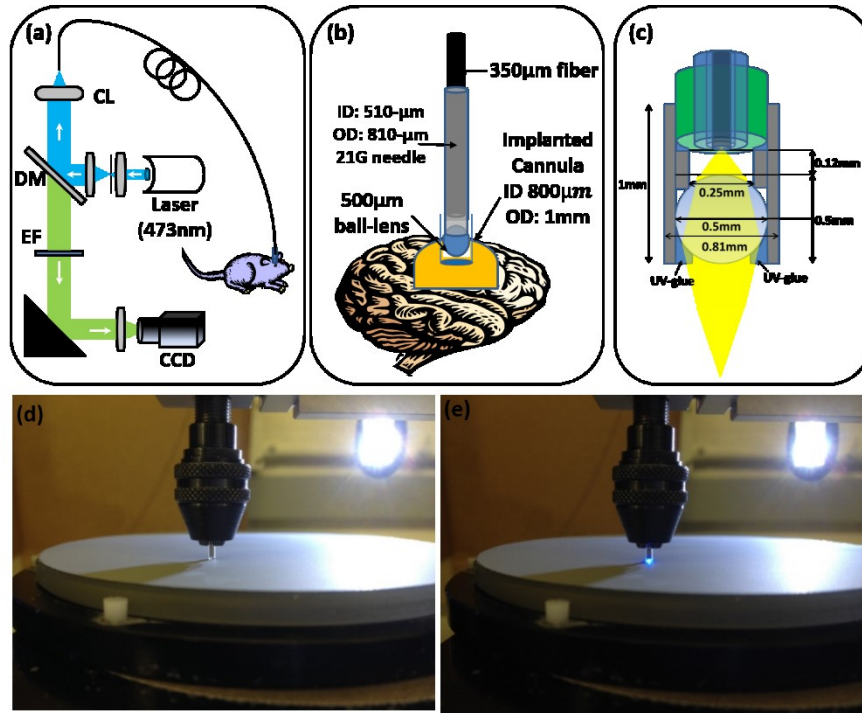 (a)
CL
DM
Laser
(473nm)
EF
CCD
(b)
350µm fiber
ID: 510-µm
OD: 810-µm
21G needle
Implanted
Cannula
ID 800µm
OD: 1mm
500µm
ball-lens
(c)
0.12mm
1mm
0.25mm
0.5mm
0.5mm
0.81mm
UV-glue
UV-glue
(d)
(e)